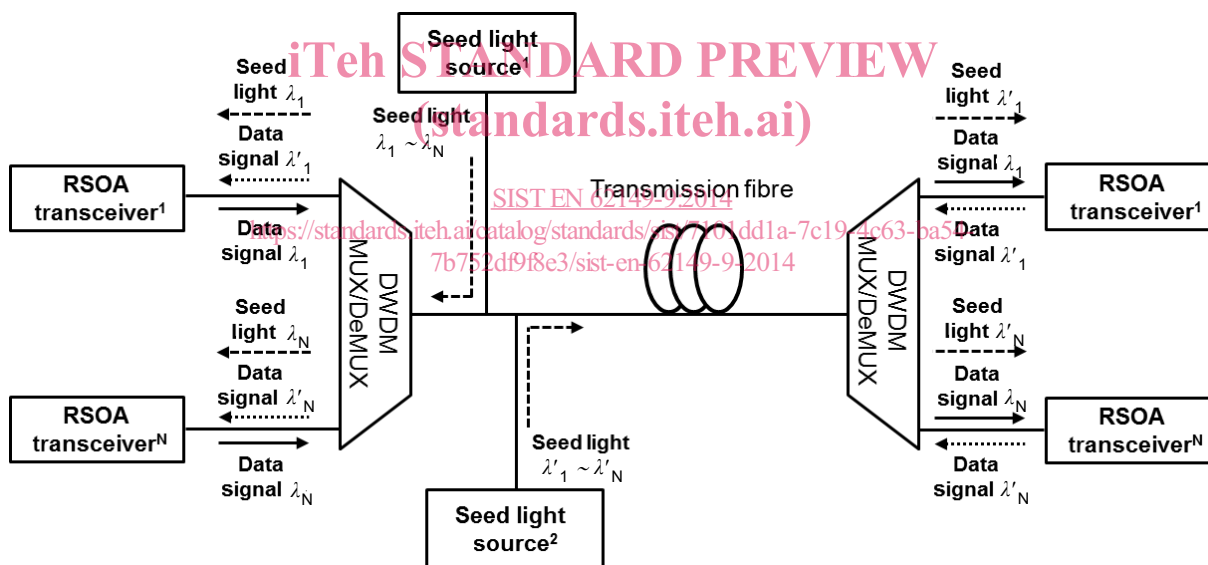 Seed light
source¹
iTeh STANDARD PREVIEW
(standards.iteh.ai)
Seed
light λ₁
Data
signal λ'₁
RSOA
transceiver¹
Data
signal λ₁
Seed
light λN
Data
signal λ'N
RSOA
transceiverᴺ
Data
signal λN
DWDM
MUX/DeMUX
Seed light
λ₁ ~ λN
SIST EN 62149-9:2014
https://standards.iteh.ai/catalog/standards/sist/7101dd1a-7c19-4c63-ba54-
7b752df9f8e3/sist-en-62149-9-2014
Transmission fibre
Seed light
λ'₁ ~ λ'N
Seed light
source²
DWDM
MUX/DeMUX
Seed
light λ'₁
Data
signal λ₁
RSOA
transceiver¹
Data
signal λ'₁
Seed
light λ'N
Data
signal λN
RSOA
transceiverᴺ
Data
signal λ'N